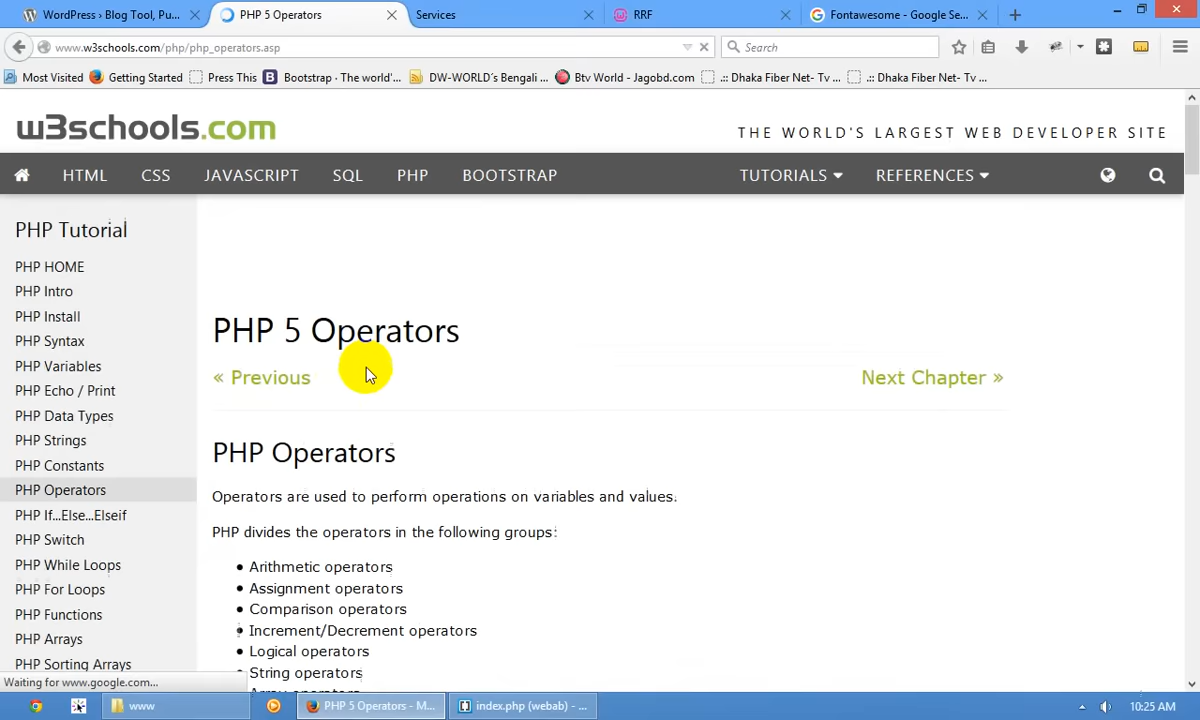 WordPress › Blog Tool, Pu...
PHP 5 Operators
Services
RRF
Fontawesome - Google Se...
www.w3schools.com/php/php_operators.asp
Search
Most Visited
Getting Started
Press This
Bootstrap · The world'...
DW-WORLD´s Bengali ...
Btv World - Jagobd.com
.:: Dhaka Fiber Net- Tv ...
.:: Dhaka Fiber Net- Tv ...
w3schools.com
THE WORLD'S LARGEST WEB DEVELOPER SITE
HTML
CSS
JAVASCRIPT
SQL
PHP
BOOTSTRAP
TUTORIALS
REFERENCES
PHP Tutorial
PHP HOME
PHP Intro
PHP Install
PHP Syntax
PHP Variables
PHP Echo / Print
PHP Data Types
PHP Strings
PHP Constants
PHP Operators
PHP If...Else...Elseif
PHP Switch
PHP While Loops
PHP For Loops
PHP Functions
PHP Arrays
PHP Sorting Arrays
PHP 5 Operators
« Previous
Next Chapter »
PHP Operators
Operators are used to perform operations on variables and values.
PHP divides the operators in the following groups:
• Arithmetic operators
• Assignment operators
• Comparison operators
• Increment/Decrement operators
• Logical operators
• String operators
• Array operators
Waiting for www.google.com...
www
PHP 5 Operators - M...
index.php (webab) - ...
10:25 AM